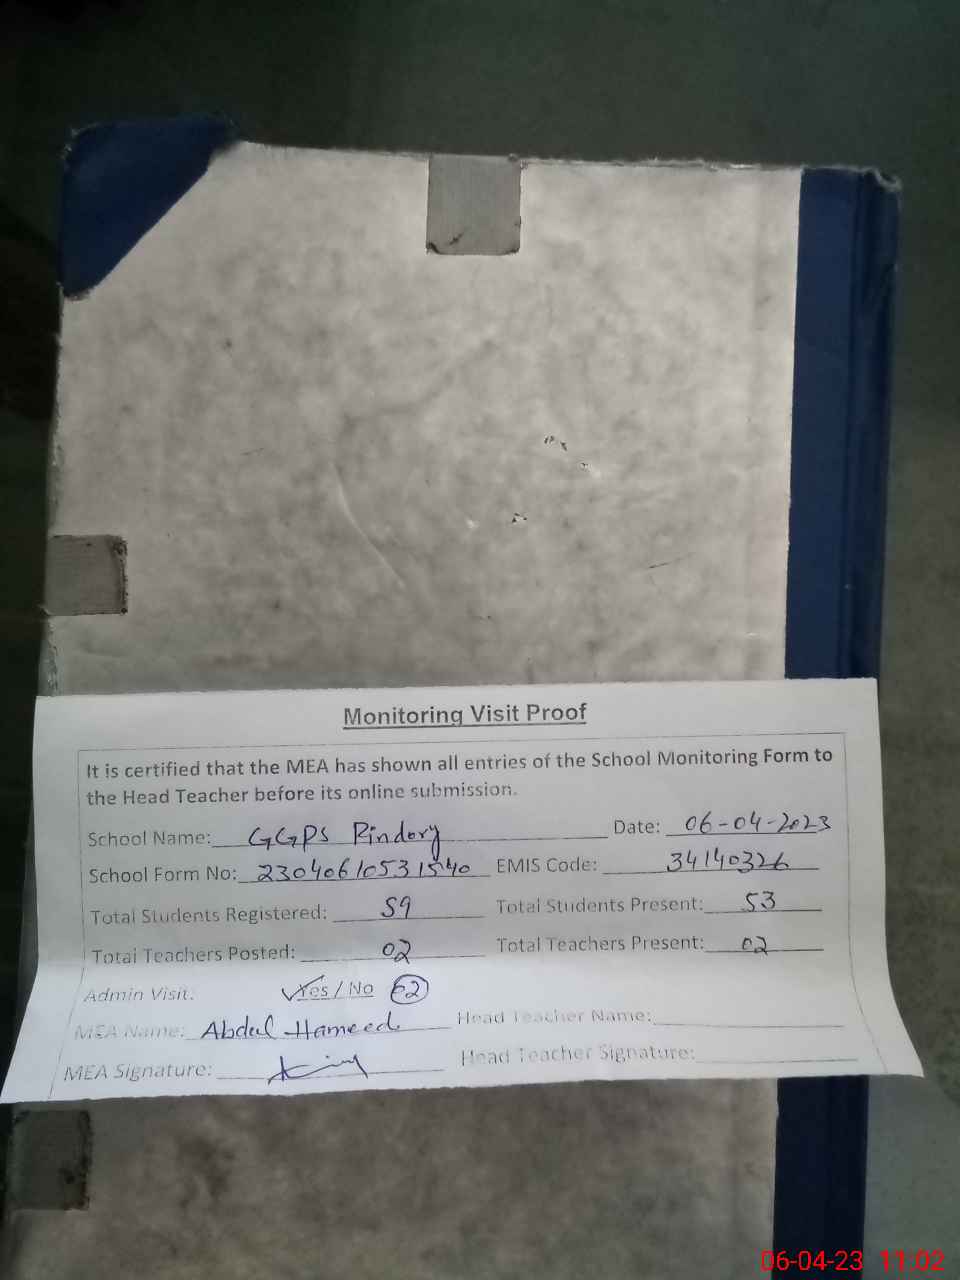 Monitoring Visit Proof
It is certified that the MEA has shown all entries of the School Monitoring Form to
the Head Teacher before its online submission.
School Name: GGPS Pindory Date: 06-04-2023
School Form No: 23040610531540 EMIS Code: 34140326
Total Students Registered: 59 Total Students Present: 53
Total Teachers Posted: 02 Total Teachers Present: 02
Admin Visit: Yes / No 02
MEA Name: Abdul Hameed Head Teacher Name:
MEA Signature: Head Teacher Signature:
06-04-23 11:02